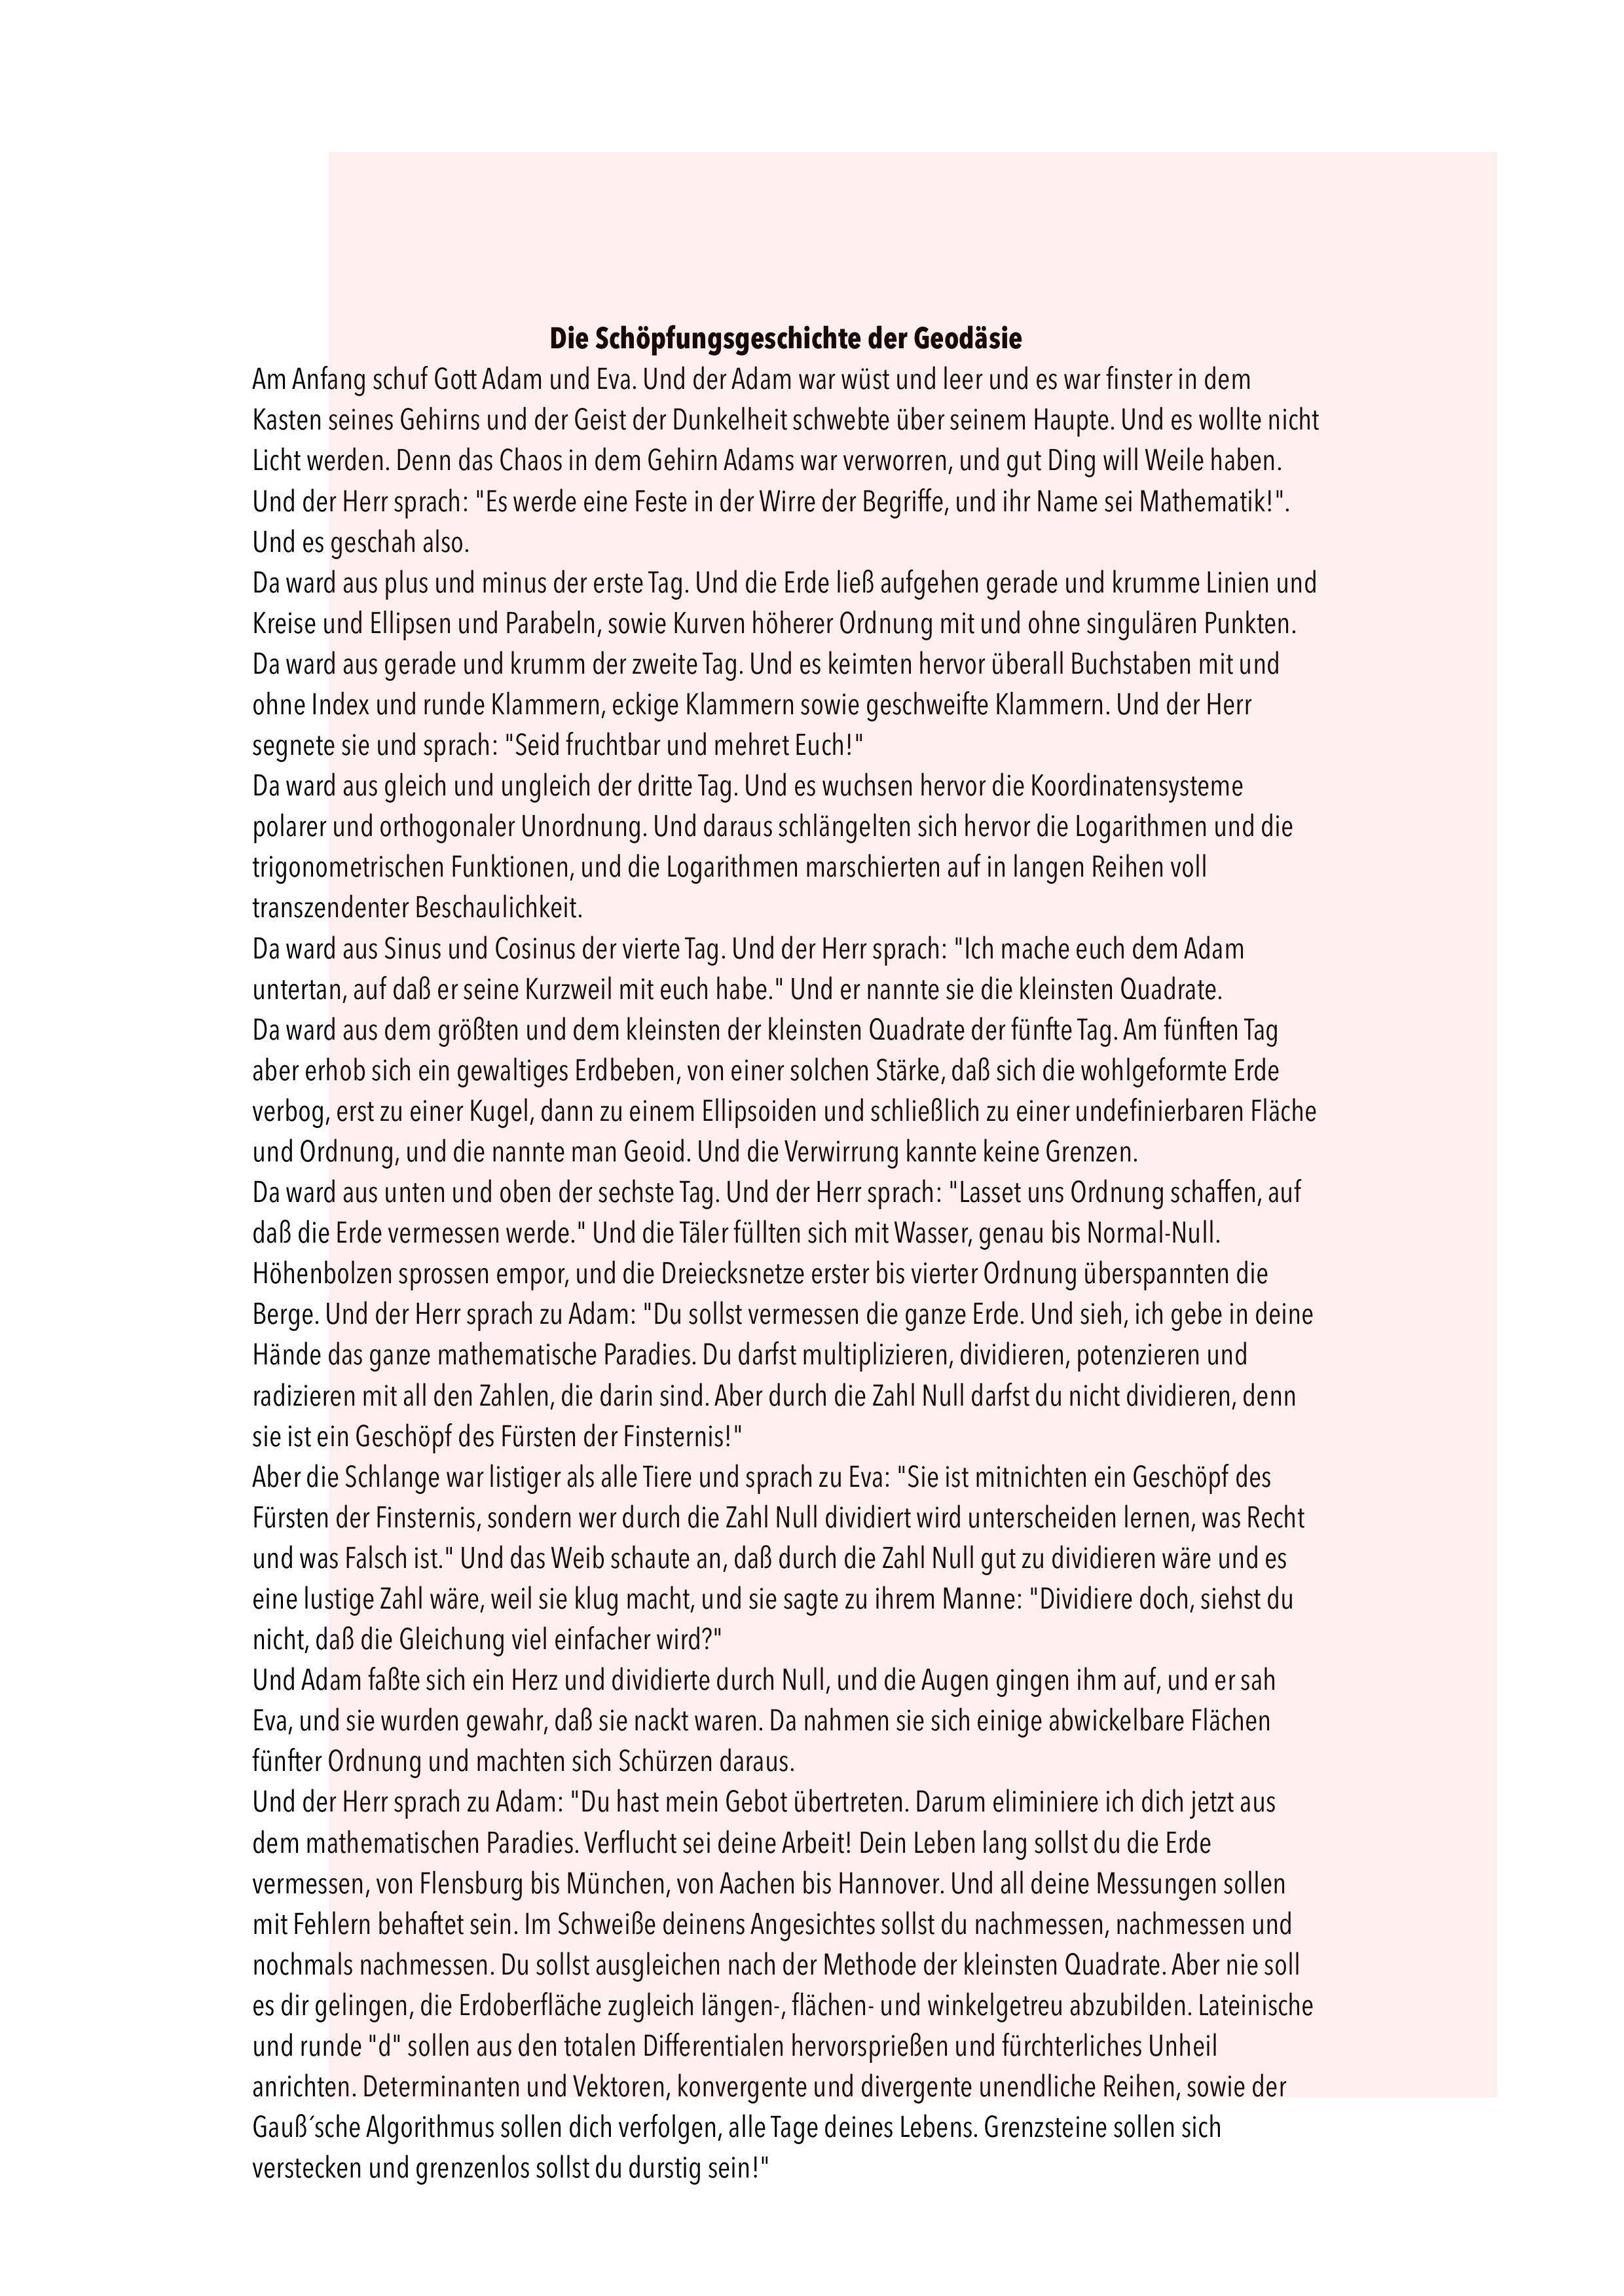 Die Schöpfungsgeschichte der Geodäsie
Am Anfang schuf Gott Adam und Eva. Und der Adam war wüst und leer und es war finster in dem
Kasten seines Gehirns und der Geist der Dunkelheit schwebte über seinem Haupte. Und es wollte nicht
Licht werden. Denn das Chaos in dem Gehirn Adams war verworren, und gut Ding will Weile haben.
Und der Herr sprach: "Es werde eine Feste in der Wirre der Begriffe, und ihr Name sei Mathematik!".
Und es geschah also.
Da ward aus plus und minus der erste Tag. Und die Erde ließ aufgehen gerade und krumme Linien und
Kreise und Ellipsen und Parabeln, sowie Kurven höherer Ordnung mit und ohne singulären Punkten.
Da ward aus gerade und krumm der zweite Tag. Und es keimten hervor überall Buchstaben mit und
ohne Index und runde Klammern, eckige Klammern sowie geschweifte Klammern. Und der Herr
segnete sie und sprach: "Seid fruchtbar und mehret Euch!"
Da ward aus gleich und ungleich der dritte Tag. Und es wuchsen hervor die Koordinatensysteme
polarer und orthogonaler Unordnung. Und daraus schlängelten sich hervor die Logarithmen und die
trigonometrischen Funktionen, und die Logarithmen marschierten auf in langen Reihen voll
transzendenter Beschaulichkeit.
Da ward aus Sinus und Cosinus der vierte Tag. Und der Herr sprach: "Ich mache euch dem Adam
untertan, auf daß er seine Kurzweil mit euch habe." Und er nannte sie die kleinsten Quadrate.
Da ward aus dem größten und dem kleinsten der kleinsten Quadrate der fünfte Tag. Am fünften Tag
aber erhob sich ein gewaltiges Erdbeben, von einer solchen Stärke, daß sich die wohlgeformte Erde
verbog, erst zu einer Kugel, dann zu einem Ellipsoiden und schließlich zu einer undefinierbaren Fläche
und Ordnung, und die nannte man Geoid. Und die Verwirrung kannte keine Grenzen.
Da ward aus unten und oben der sechste Tag. Und der Herr sprach: "Lasset uns Ordnung schaffen, auf
daß die Erde vermessen werde." Und die Täler füllten sich mit Wasser, genau bis Normal-Null.
Höhenbolzen sprossen empor, und die Dreiecksnetze erster bis vierter Ordnung überspannten die
Berge. Und der Herr sprach zu Adam: "Du sollst vermessen die ganze Erde. Und sieh, ich gebe in deine
Hände das ganze mathematische Paradies. Du darfst multiplizieren, dividieren, potenzieren und
radizieren mit all den Zahlen, die darin sind. Aber durch die Zahl Null darfst du nicht dividieren, denn
sie ist ein Geschöpf des Fürsten der Finsternis!"
Aber die Schlange war listiger als alle Tiere und sprach zu Eva: "Sie ist mitnichten ein Geschöpf des
Fürsten der Finsternis, sondern wer durch die Zahl Null dividiert wird unterscheiden lernen, was Recht
und was Falsch ist." Und das Weib schaute an, daß durch die Zahl Null gut zu dividieren wäre und es
eine lustige Zahl wäre, weil sie klug macht, und sie sagte zu ihrem Manne: "Dividiere doch, siehst du
nicht, daß die Gleichung viel einfacher wird?"
Und Adam faßte sich ein Herz und dividierte durch Null, und die Augen gingen ihm auf, und er sah
Eva, und sie wurden gewahr, daß sie nackt waren. Da nahmen sie sich einige abwickelbare Flächen
fünfter Ordnung und machten sich Schürzen daraus.
Und der Herr sprach zu Adam: "Du hast mein Gebot übertreten. Darum eliminiere ich dich jetzt aus
dem mathematischen Paradies. Verflucht sei deine Arbeit! Dein Leben lang sollst du die Erde
vermessen, von Flensburg bis München, von Aachen bis Hannover. Und all deine Messungen sollen
mit Fehlern behaftet sein. Im Schweiße deinens Angesichtes sollst du nachmessen, nachmessen und
nochmals nachmessen. Du sollst ausgleichen nach der Methode der kleinsten Quadrate. Aber nie soll
es dir gelingen, die Erdoberfläche zugleich längen-, flächen- und winkelgetreu abzubilden. Lateinische
und runde "d" sollen aus den totalen Differentialen hervorsprießen und fürchterliches Unheil
anrichten. Determinanten und Vektoren, konvergente und divergente unendliche Reihen, sowie der
Gauß´sche Algorithmus sollen dich verfolgen, alle Tage deines Lebens. Grenzsteine sollen sich
verstecken und grenzenlos sollst du durstig sein!"